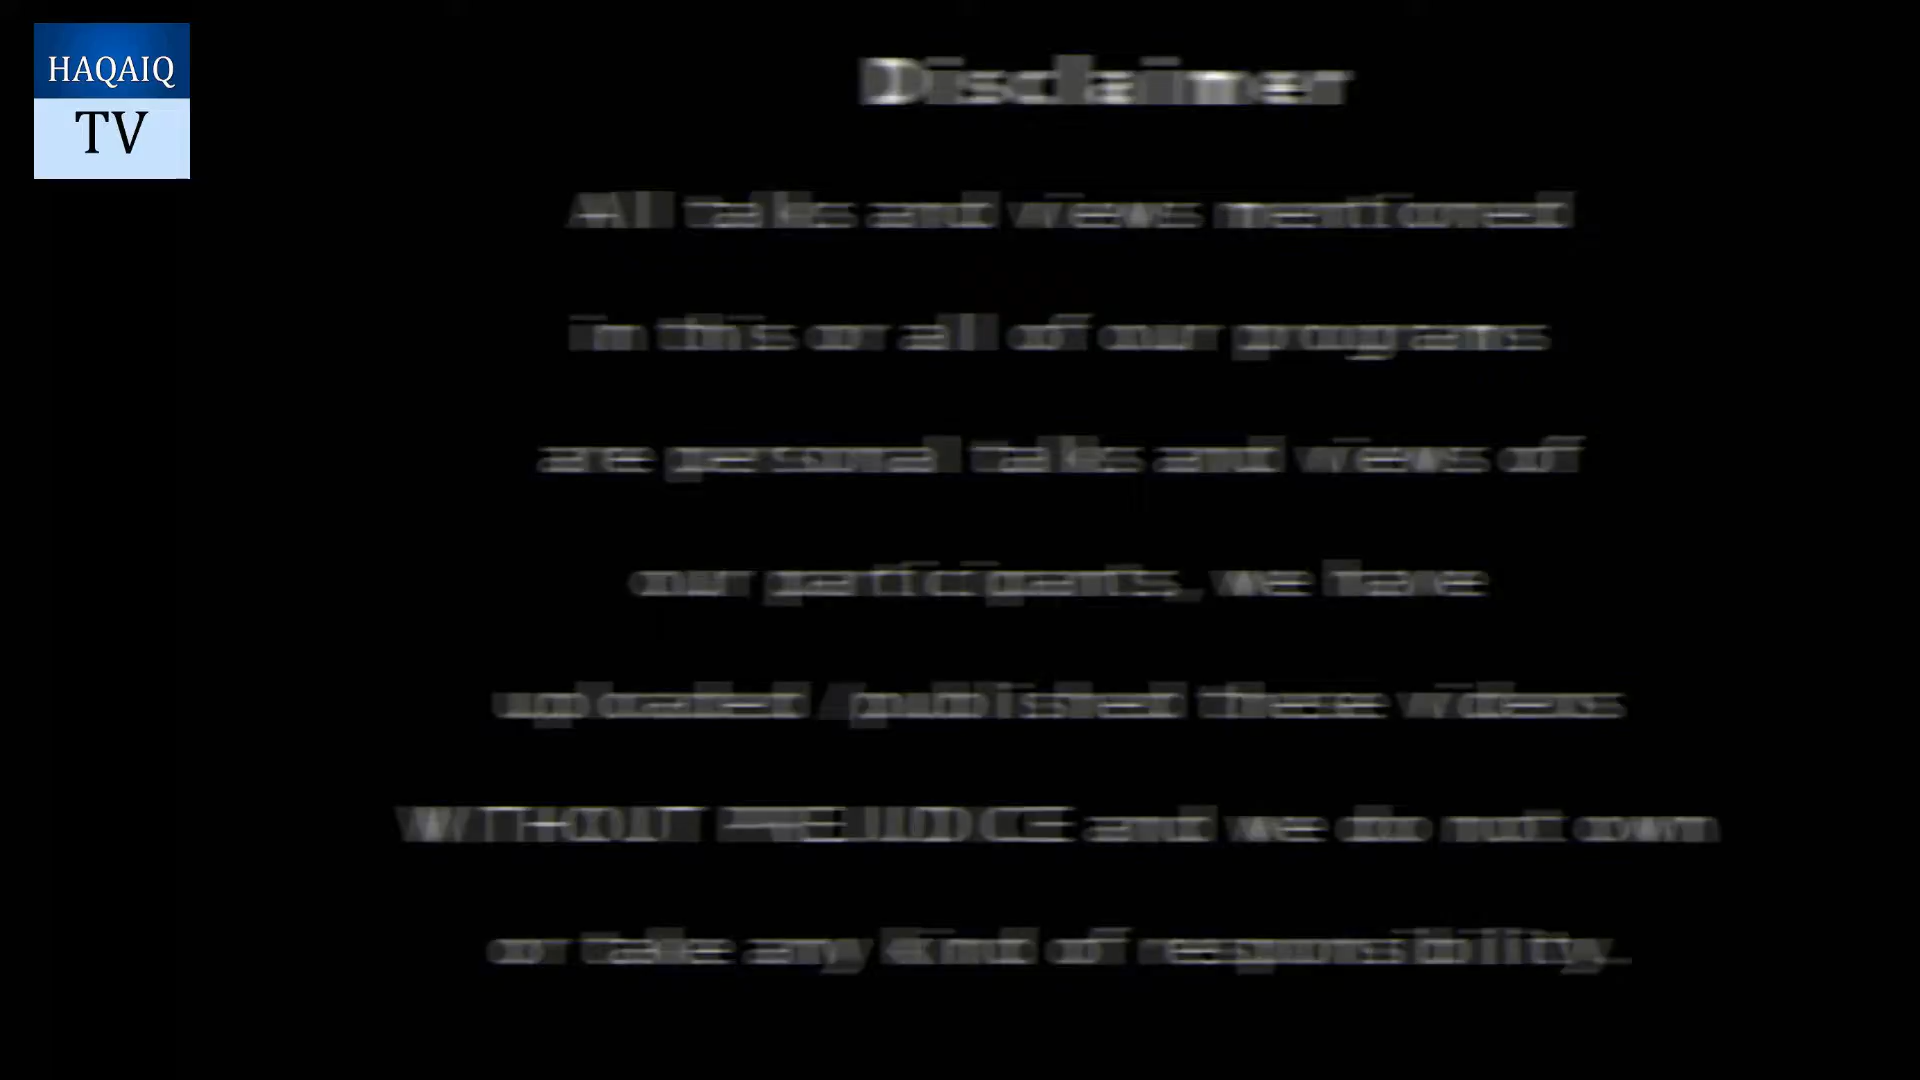 HAQAIQ
TV
Disclaimer
All talks and views mentioned
in this or all of our programs
are personal talks and views of
our participants, we have
uploaded /published these videos
WITHOUT PREJUDICE and we do not own
or take any kind of responsibility.